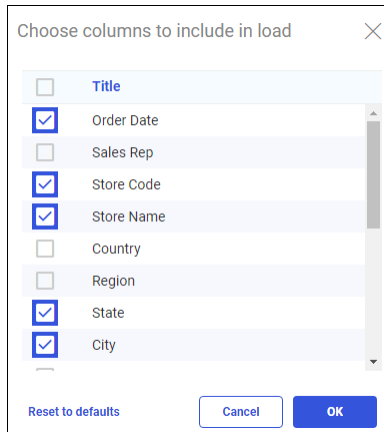 Choose columns to include in load
Title
Order Date
Sales Rep
Store Code
Store Name
Country
Region
State
City
Reset to defaults
Cancel
OK